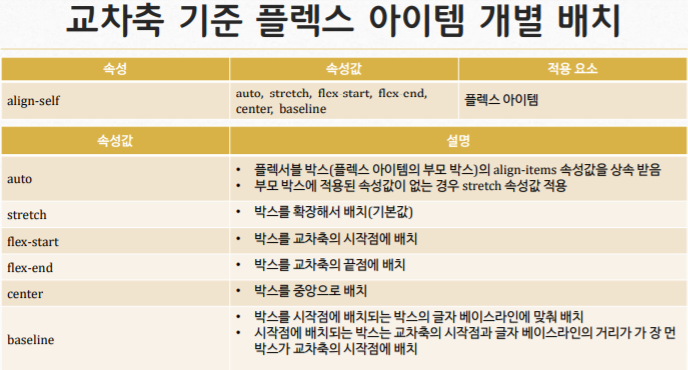 교차축 기준 플렉스 아이템 개별 배치
속성 속성값 적용 요소
align-self auto, stretch, flex-start, flex-end, center, baseline 플렉스 아이템
속성값 설명
auto • 플렉서블 박스(플렉스 아이템의 부모 박스)의 align-items 속성값을 상속 받음
• 부모 박스에 적용된 속성값이 없는 경우 stretch 속성값 적용
stretch • 박스를 확장해서 배치(기본값)
flex-start • 박스를 교차축의 시작점에 배치
flex-end • 박스를 교차축의 끝점에 배치
center • 박스를 중앙으로 배치
baseline • 박스를 시작점에 배치되는 박스의 글자 베이스라인에 맞춰 배치
• 시작점에 배치되는 박스는 교차축의 시작점과 글자 베이스라인의 거리가 가 장 먼
박스가 교차축의 시작점에 배치